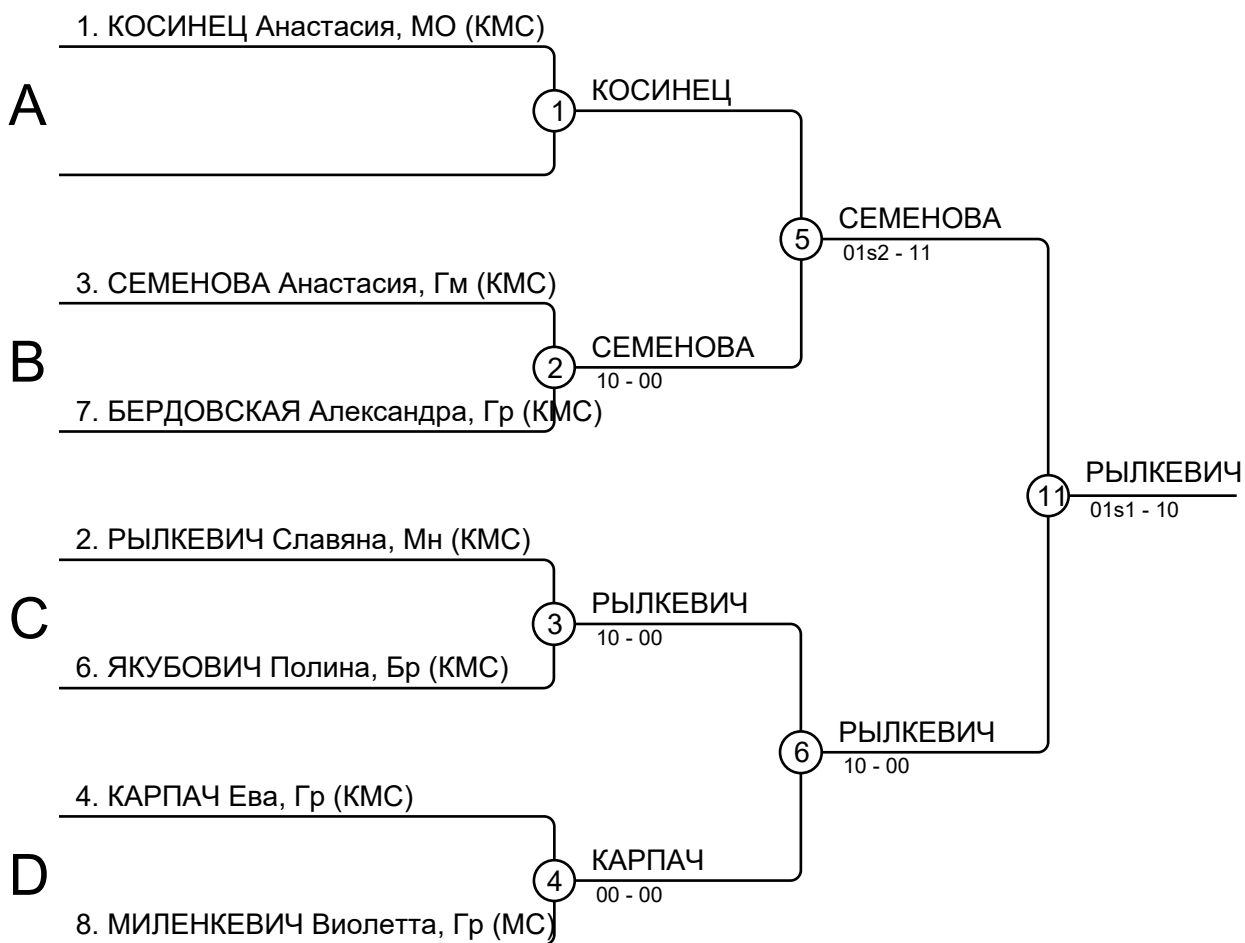 1. КОСИНЕЦ Анастасия, МО (КМС)
A
1
КОСИНЕЦ
5
СЕМЕНОВА
01s2 - 11
3. СЕМЕНОВА Анастасия, Гм (КМС)
B
2
СЕМЕНОВА
10 - 00
7. БЕРДОВСКАЯ Александра, Гр (КМС)
11
РЫЛКЕВИЧ
01s1 - 10
2. РЫЛКЕВИЧ Славяна, Мн (КМС)
C
3
РЫЛКЕВИЧ
10 - 00
6. ЯКУБОВИЧ Полина, Бр (КМС)
6
РЫЛКЕВИЧ
10 - 00
4. КАРПАЧ Ева, Гр (КМС)
D
4
КАРПАЧ
00 - 00
8. МИЛЕНКЕВИЧ Виолетта, Гр (МС)